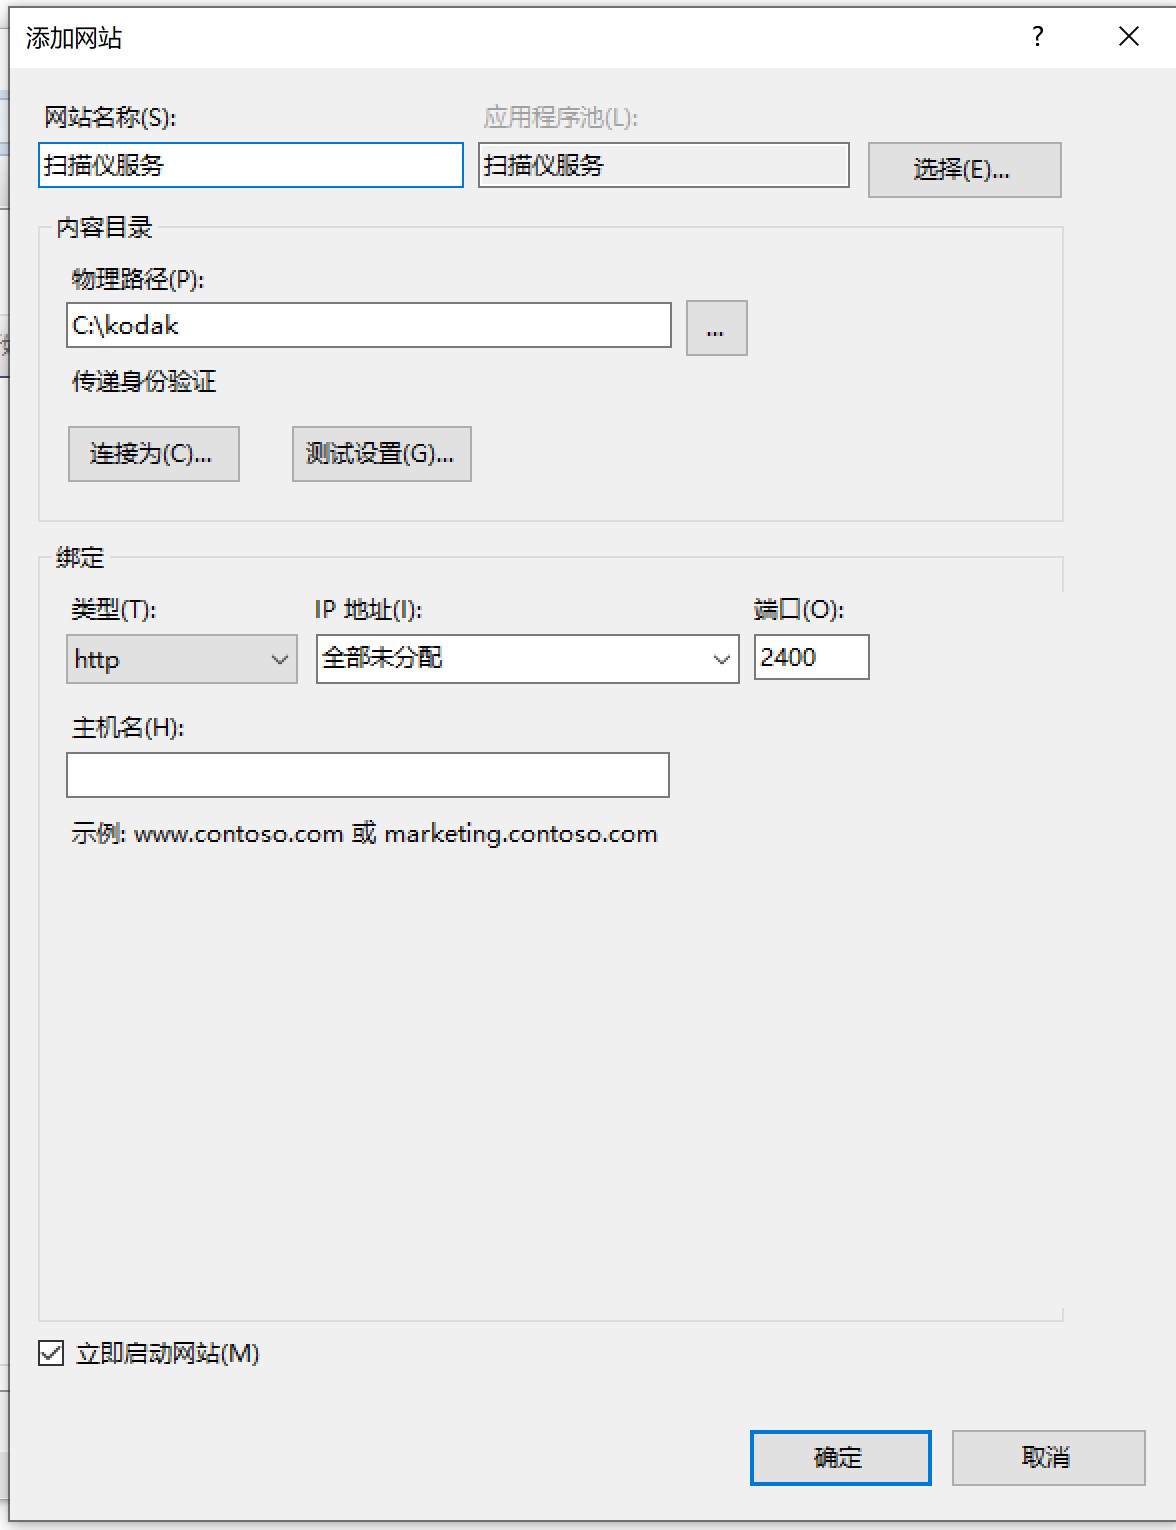 添加网站
网站名称(S):
应用程序池(L):
扫描仪服务
扫描仪服务
选择(E)...
内容目录
物理路径(P):
C:\kodak
...
传递身份验证
连接为(C)...
测试设置(G)...
绑定
类型(T):
IP 地址(I):
端口(O):
http
全部未分配
2400
主机名(H):
示例: www.contoso.com 或 marketing.contoso.com
立即启动网站(M)
确定
取消